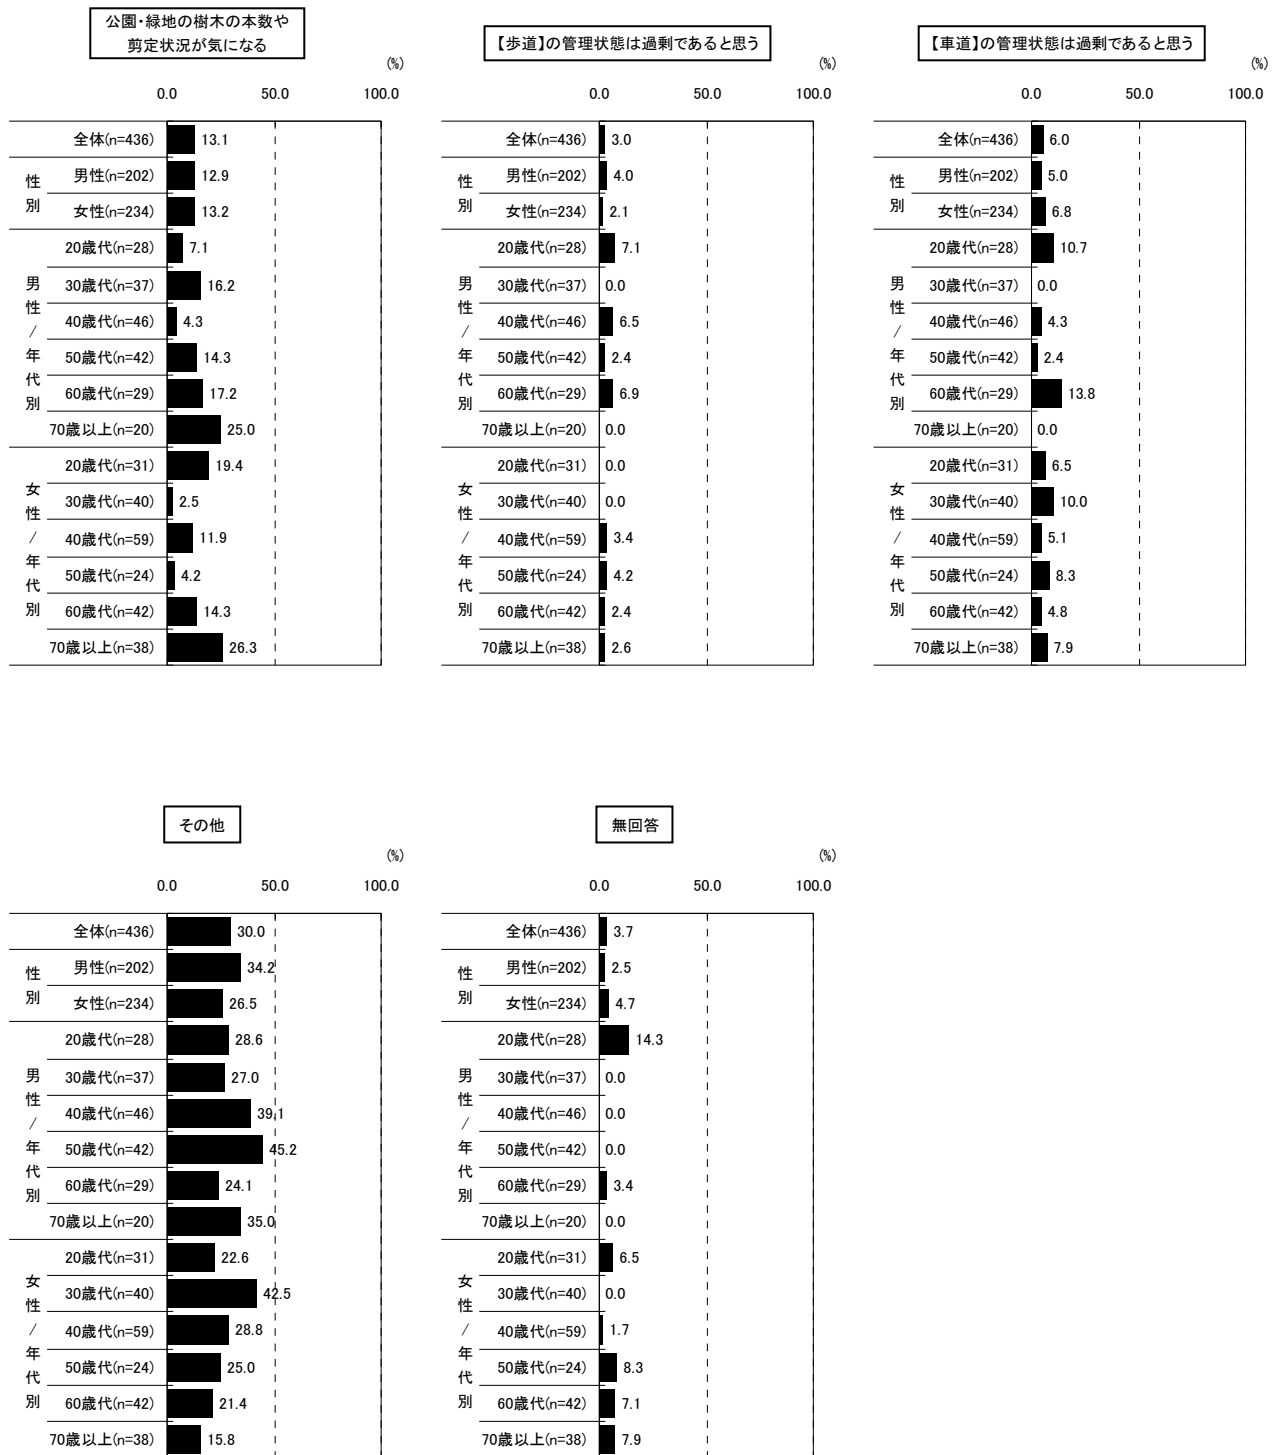 公園・緑地の樹木の本数や
剪定状況が気になる
(%)
0.0 50.0 100.0
全体(n=436) 13.1
性別
男性(n=202) 12.9
女性(n=234) 13.2
男性/年代別
20歳代(n=28) 7.1
30歳代(n=37) 16.2
40歳代(n=46) 4.3
50歳代(n=42) 14.3
60歳代(n=29) 17.2
70歳以上(n=20) 25.0
女性/年代別
20歳代(n=31) 19.4
30歳代(n=40) 2.5
40歳代(n=59) 11.9
50歳代(n=24) 4.2
60歳代(n=42) 14.3
70歳以上(n=38) 26.3
【歩道】の管理状態は過剰であると思う
(%)
0.0 50.0 100.0
全体(n=436) 3.0
性別
男性(n=202) 4.0
女性(n=234) 2.1
男性/年代別
20歳代(n=28) 7.1
30歳代(n=37) 0.0
40歳代(n=46) 6.5
50歳代(n=42) 2.4
60歳代(n=29) 6.9
70歳以上(n=20) 0.0
女性/年代別
20歳代(n=31) 0.0
30歳代(n=40) 0.0
40歳代(n=59) 3.4
50歳代(n=24) 4.2
60歳代(n=42) 2.4
70歳以上(n=38) 2.6
【車道】の管理状態は過剰であると思う
(%)
0.0 50.0 100.0
全体(n=436) 6.0
性別
男性(n=202) 5.0
女性(n=234) 6.8
男性/年代別
20歳代(n=28) 10.7
30歳代(n=37) 0.0
40歳代(n=46) 4.3
50歳代(n=42) 2.4
60歳代(n=29) 13.8
70歳以上(n=20) 0.0
女性/年代別
20歳代(n=31) 6.5
30歳代(n=40) 10.0
40歳代(n=59) 5.1
50歳代(n=24) 8.3
60歳代(n=42) 4.8
70歳以上(n=38) 7.9
その他
(%)
0.0 50.0 100.0
全体(n=436) 30.0
性別
男性(n=202) 34.2
女性(n=234) 26.5
男性/年代別
20歳代(n=28) 28.6
30歳代(n=37) 27.0
40歳代(n=46) 39.1
50歳代(n=42) 45.2
60歳代(n=29) 24.1
70歳以上(n=20) 35.0
女性/年代別
20歳代(n=31) 22.6
30歳代(n=40) 42.5
40歳代(n=59) 28.8
50歳代(n=24) 25.0
60歳代(n=42) 21.4
70歳以上(n=38) 15.8
無回答
(%)
0.0 50.0 100.0
全体(n=436) 3.7
性別
男性(n=202) 2.5
女性(n=234) 4.7
男性/年代別
20歳代(n=28) 14.3
30歳代(n=37) 0.0
40歳代(n=46) 0.0
50歳代(n=42) 0.0
60歳代(n=29) 3.4
70歳以上(n=20) 0.0
女性/年代別
20歳代(n=31) 6.5
30歳代(n=40) 0.0
40歳代(n=59) 1.7
50歳代(n=24) 8.3
60歳代(n=42) 7.1
70歳以上(n=38) 7.9